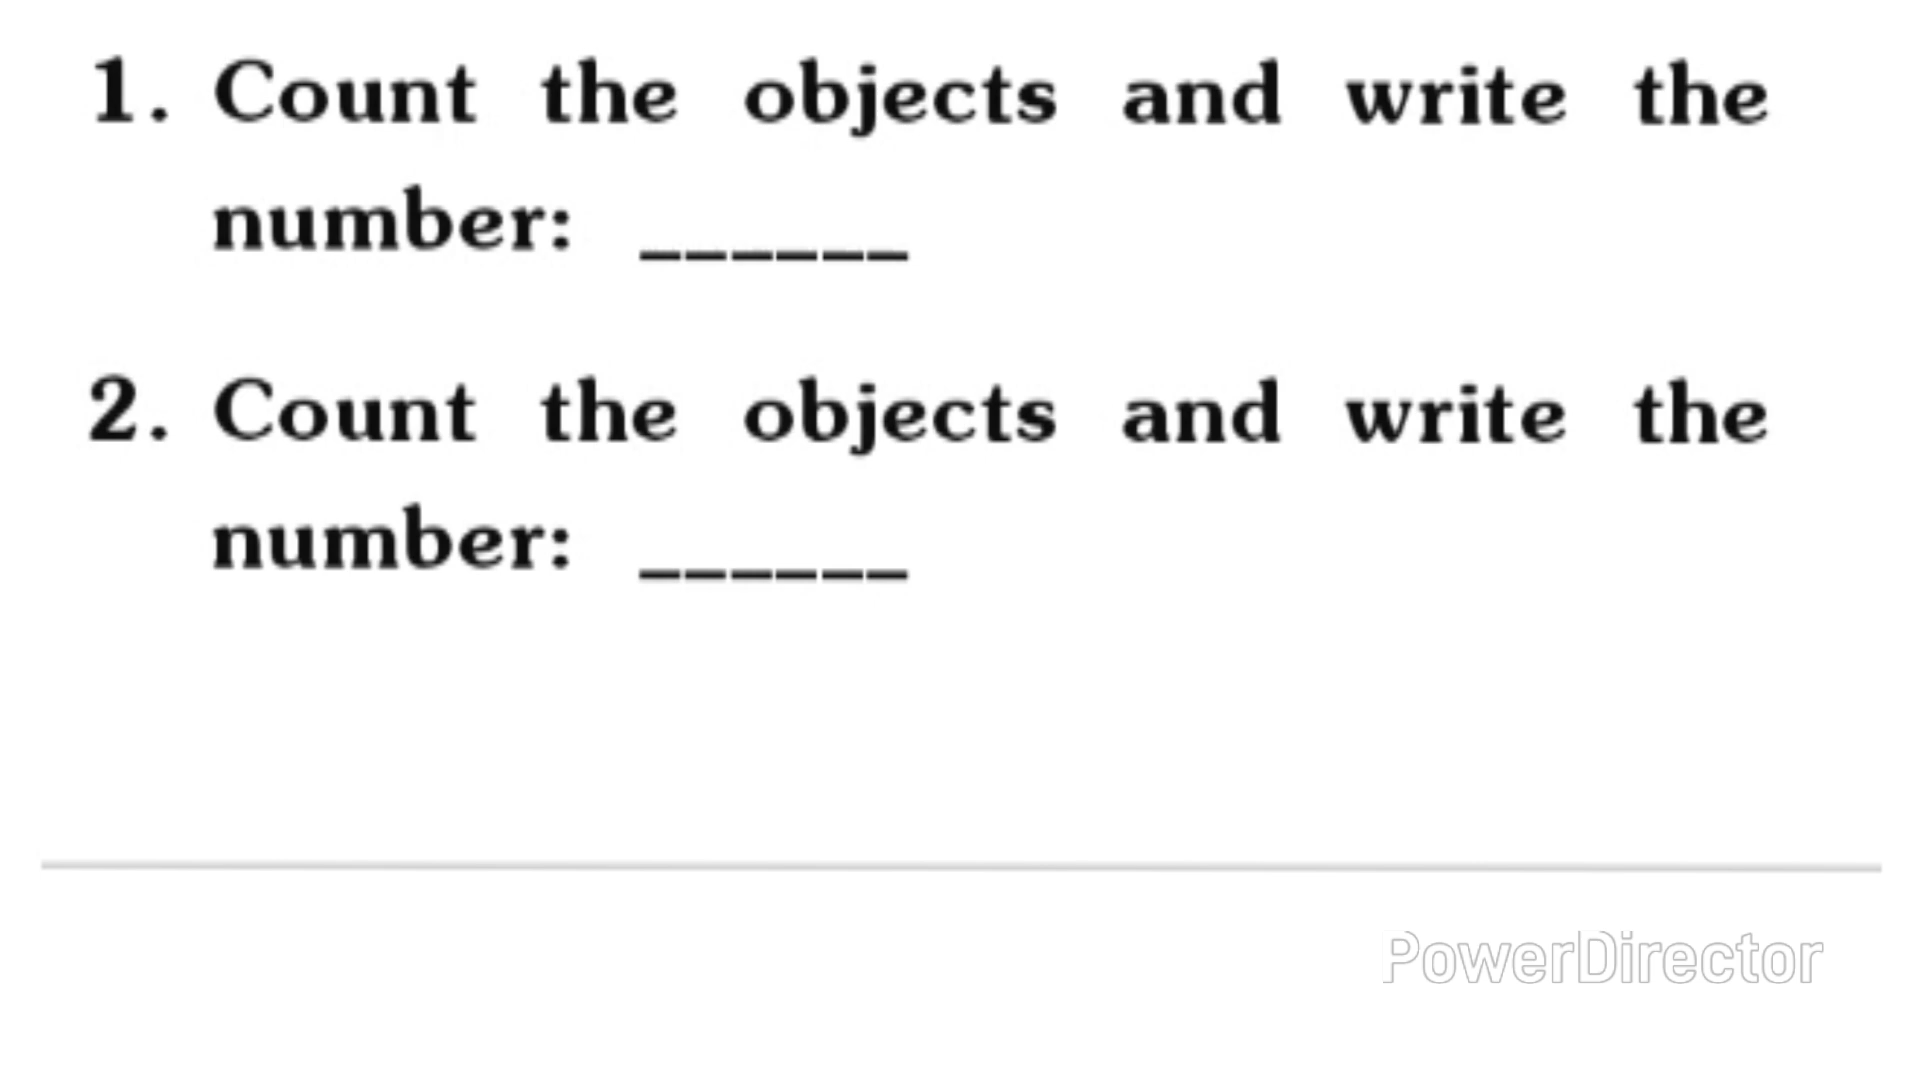 1. Count the objects and write the
number: ______
2. Count the objects and write the
number: ______
PowerDirector